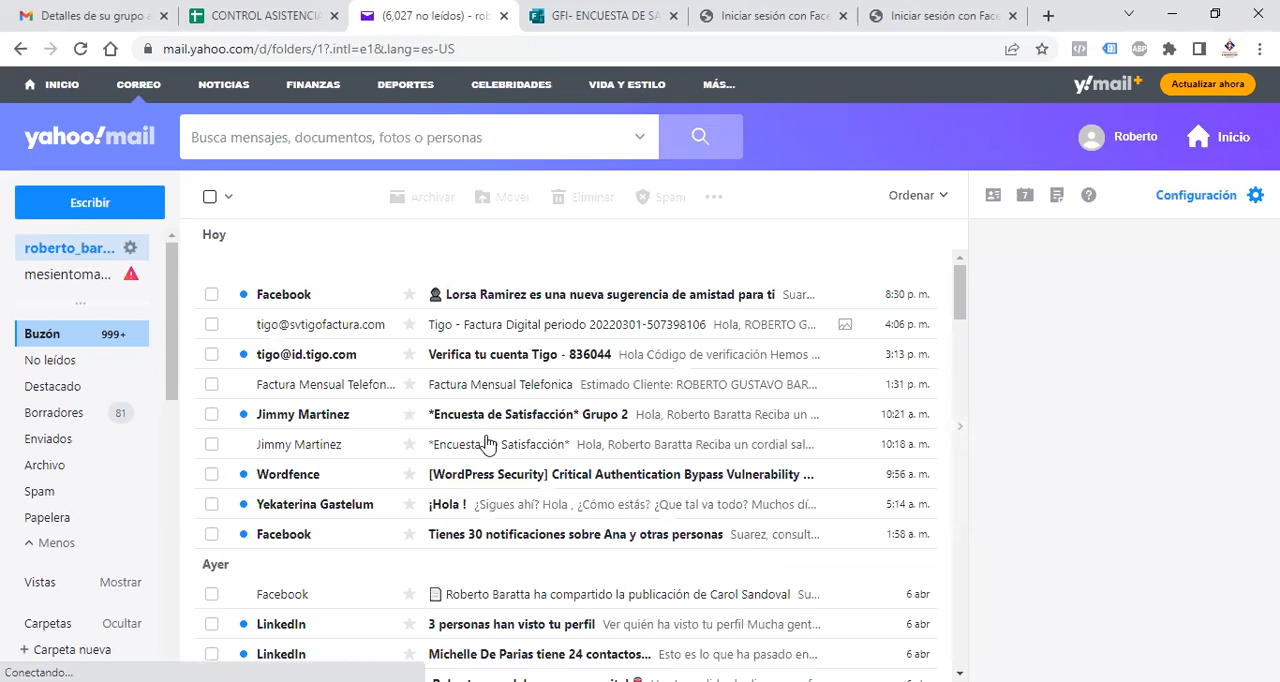 Detalles de su grupo a
CONTROL ASISTENCIA
(6,027 no leídos) - rob
GFI- ENCUESTA DE SA
Iniciar sesión con Face
Iniciar sesión con Face
mail.yahoo.com/d/folders/1?.intl=e1&lang=es-US
INICIO CORREO NOTICIAS FINANZAS DEPORTES CELEBRIDADES VIDA Y ESTILO MÁS... y!mail+ Actualizar ahora
yahoo!mail Busca mensajes, documentos, fotos o personas Roberto Inicio
Escribir
roberto_bar...
mesientoma...
...
Buzón 999+
No leídos
Destacado
Borradores 81
Enviados
Archivo
Spam
Papelera
Menos
Vistas Mostrar
Carpetas Ocultar
+ Carpeta nueva
Conectando...
Archivar Mover Eliminar Spam ... Ordenar
7 ? Configuración
Hoy
Facebook Lorsa Ramirez es una nueva sugerencia de amistad para ti Suar... 8:30 p. m.
tigo@svtigofactura.com Tigo - Factura Digital periodo 20220301-507398106 Hola, ROBERTO G... 4:06 p. m.
tigo@id.tigo.com Verifica tu cuenta Tigo - 836044 Hola Código de verificación Hemos ... 3:13 p. m.
Factura Mensual Telefon... Factura Mensual Telefonica Estimado Cliente: ROBERTO GUSTAVO BAR... 1:31 p. m.
Jimmy Martinez *Encuesta de Satisfacción* Grupo 2 Hola, Roberto Baratta Reciba un ... 10:21 a. m.
Jimmy Martinez *Encuesta Satisfacción* Hola, Roberto Baratta Reciba un cordial sal... 10:18 a. m.
Wordfence [WordPress Security] Critical Authentication Bypass Vulnerability ... 9:56 a. m.
Yekaterina Gastelum ¡Hola ! ¿Sigues ahí? Hola , ¿Cómo estás? ¿Que tal va todo? Muchos dí... 5:14 a. m.
Facebook Tienes 30 notificaciones sobre Ana y otras personas Suarez, consult... 1:58 a. m.
Ayer
Facebook Roberto Baratta ha compartido la publicación de Carol Sandoval Su... 6 abr
LinkedIn 3 personas han visto tu perfil Ver quién ha visto tu perfil Mucha gent... 6 abr
LinkedIn Michelle De Parias tiene 24 contactos... Esto es lo que ha pasado en... 6 abr